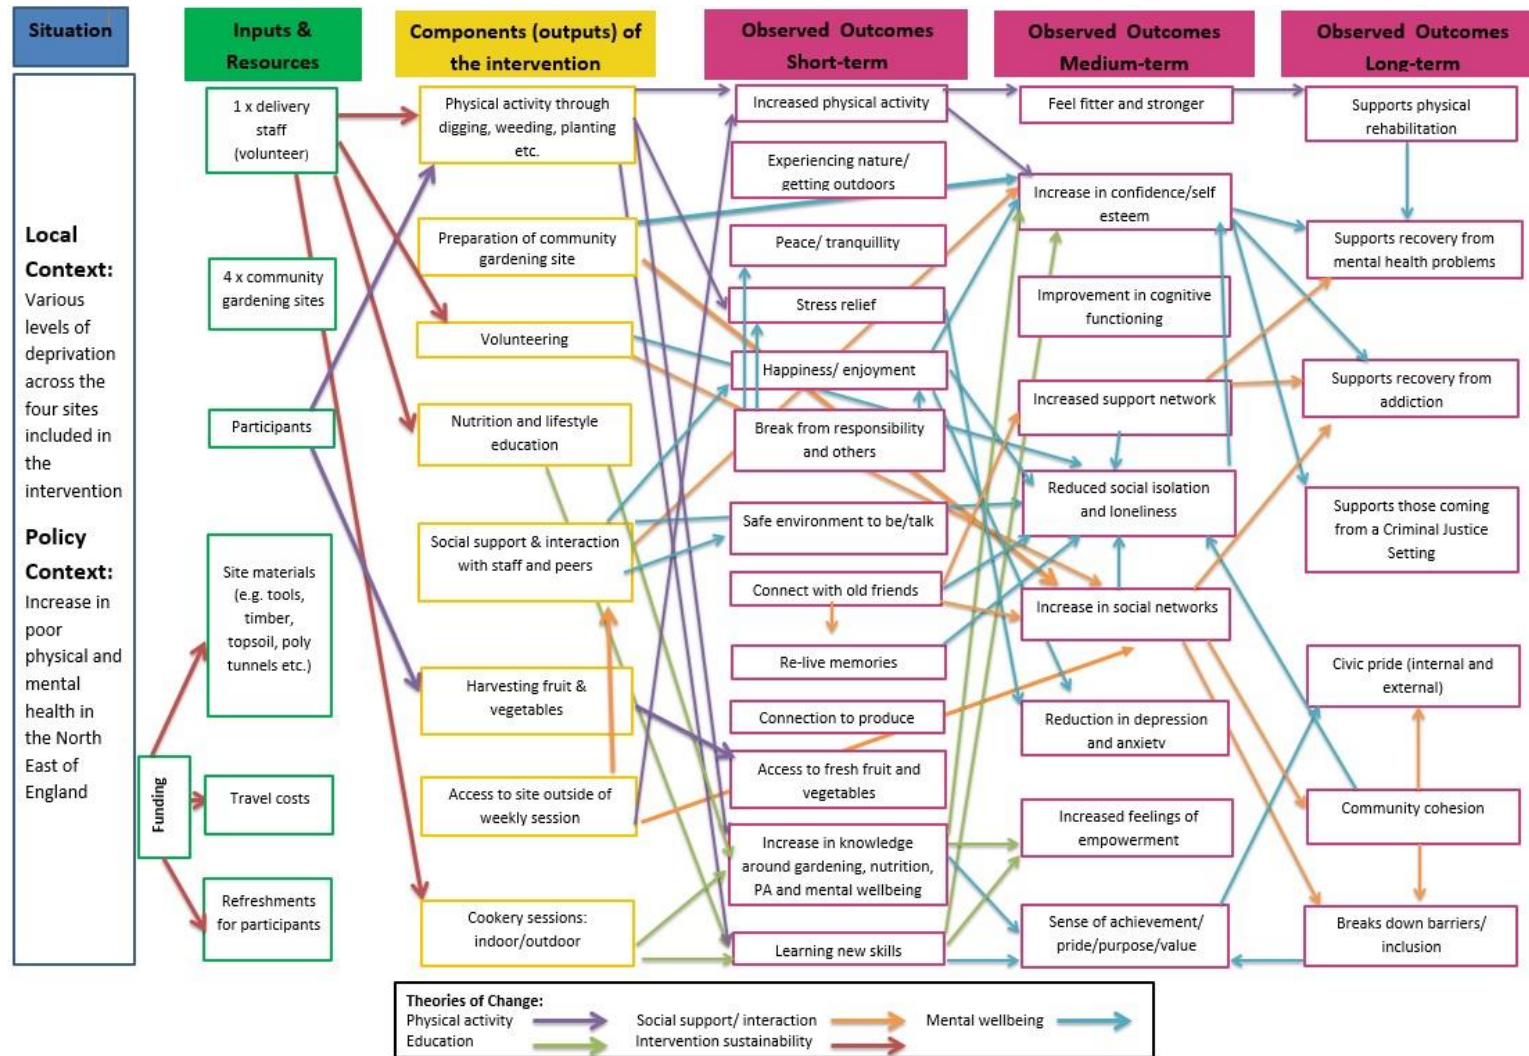 Situation
Inputs &
Resources
Components (outputs) of
the intervention
Observed Outcomes
Short-term
Observed Outcomes
Medium-term
Observed Outcomes
Long-term
Local
Context:
Various
levels of
deprivation
across the
four sites
included in
the
intervention
Policy
Context:
Increase in
poor
physical and
mental
health in
the North
East of
England
Funding
1 x delivery
staff
(volunteer)
4 x community
gardening sites
Participants
Site materials
(e.g. tools,
timber,
topsoil, poly
tunnels etc.)
Travel costs
Refreshments
for participants
Physical activity through
digging, weeding, planting
etc.
Preparation of community
gardening site
Volunteering
Nutrition and lifestyle
education
Social support & interaction
with staff and peers
Harvesting fruit &
vegetables
Access to site outside of
weekly session
Cookery sessions:
indoor/outdoor
Increased physical activity
Experiencing nature/
getting outdoors
Peace/ tranquillity
Stress relief
Happiness/ enjoyment
Break from responsibility
and others
Safe environment to be/talk
Connect with old friends
Re-live memories
Connection to produce
Access to fresh fruit and
vegetables
Increase in knowledge
around gardening, nutrition,
PA and mental wellbeing
Learning new skills
Feel fitter and stronger
Increase in confidence/self
esteem
Improvement in cognitive
functioning
Increased support network
Reduced social isolation
and loneliness
Increase in social networks
Reduction in depression
and anxiety
Increased feelings of
empowerment
Sense of achievement/
pride/purpose/value
Supports physical
rehabilitation
Supports recovery from
mental health problems
Supports recovery from
addiction
Supports those coming
from a Criminal Justice
Setting
Civic pride (internal and
external)
Community cohesion
Breaks down barriers/
inclusion
Theories of Change:
Physical activity
Social support/ interaction
Mental wellbeing
Education
Intervention sustainability